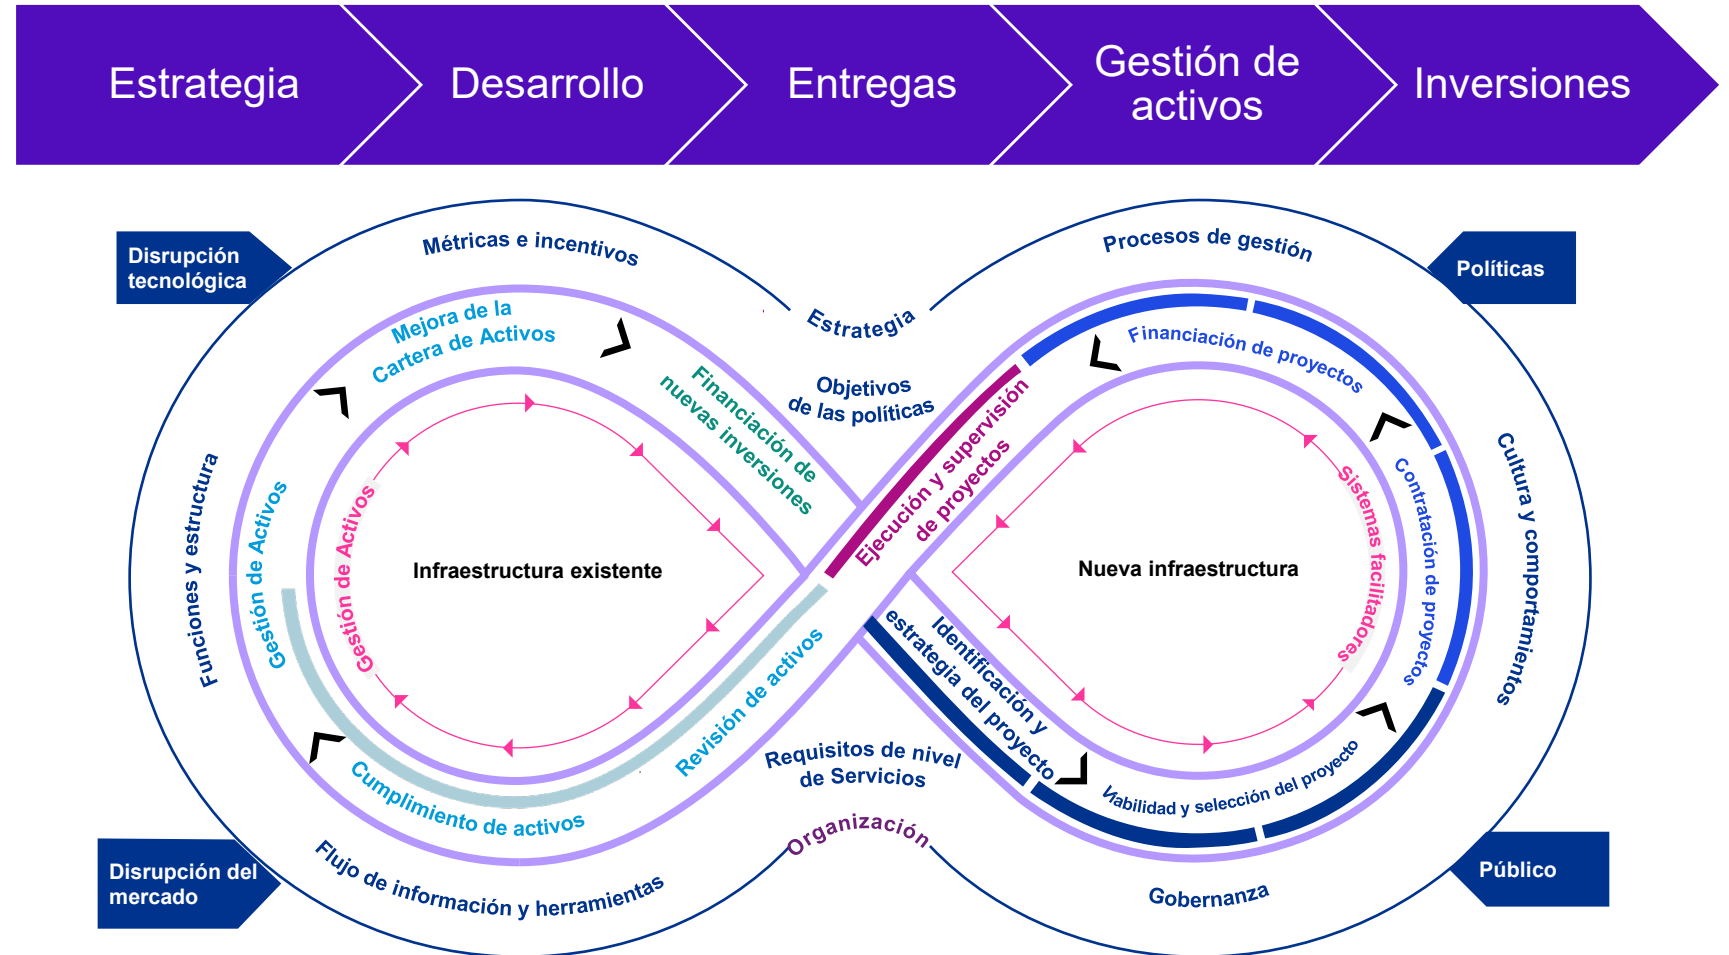 Estrategia
Desarrollo
Entregas
Gestión de
activos
Inversiones
Disrupción
tecnológica
Métricas e incentivos
Procesos de gestión
Políticas
Estrategia
Objetivos
de las políticas
Mejora de la
Cartera de Activos
Financiación de
nuevas inversiones
Ejecución y supervisión
de proyectos
Financiación de proyectos
Contratación de proyectos
Cultura y comportamientos
Sistemas facilitadores
Funciones y estructura
Gestión de Activos
Gestión de Activos
Infraestructura existente
Nueva infraestructura
Identificación y
estrategia del proyecto
Revisión de activos
Cumplimiento de activos
Requisitos de nivel
de Servicios
Viabilidad y selección del proyecto
Organización
Disrupción del
mercado
Flujo de información y herramientas
Gobernanza
Público